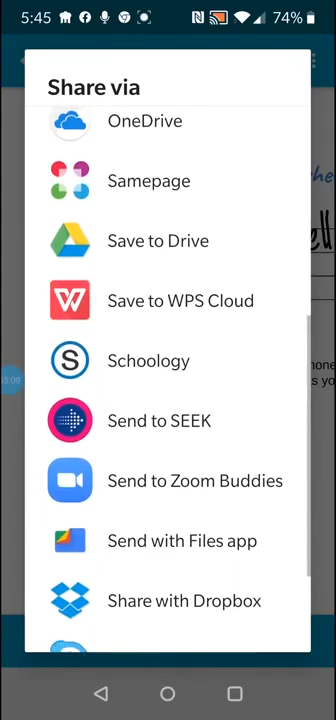 5:45
74%
Share via
OneDrive
Samepage
Save to Drive
W Save to WPS Cloud
S Schoology
Send to SEEK
Send to Zoom Buddies
Send with Files app
Share with Dropbox